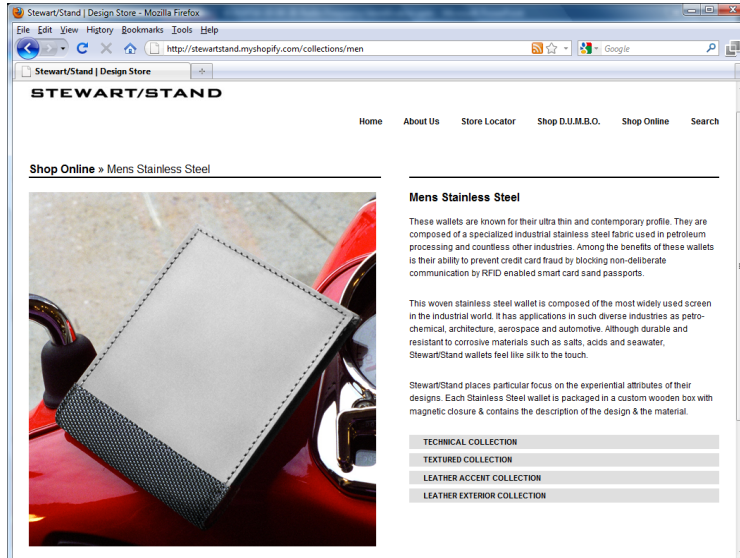 Stewart/Stand | Design Store - Mozilla Firefox
File Edit View History Bookmarks Tools Help
http://stewartstand.myshopify.com/collections/men
Google
Stewart/Stand | Design Store
STEWART/STAND
Home About Us Store Locator Shop D.U.M.B.O. Shop Online Search
Shop Online » Mens Stainless Steel
Mens Stainless Steel
These wallets are known for their ultra thin and contemporary profile. They are
composed of a specialized industrial stainless steel fabric used in petroleum
processing and countless other industries. Among the benefits of these wallets
is their ability to prevent credit card fraud by blocking non-deliberate
communication by RFID enabled smart card sand passports.
This woven stainless steel wallet is composed of the most widely used screen
in the industrial world. It has applications in such diverse industries as petro-
chemical, architecture, aerospace and automotive. Although durable and
resistant to corrosive materials such as salts, acids and seawater,
Stewart/Stand wallets feel like silk to the touch.
Stewart/Stand places particular focus on the experiential attributes of their
designs. Each Stainless Steel wallet is packaged in a custom wooden box with
magnetic closure & contains the description of the design & the material.
TECHNICAL COLLECTION
TEXTURED COLLECTION
LEATHER ACCENT COLLECTION
LEATHER EXTERIOR COLLECTION